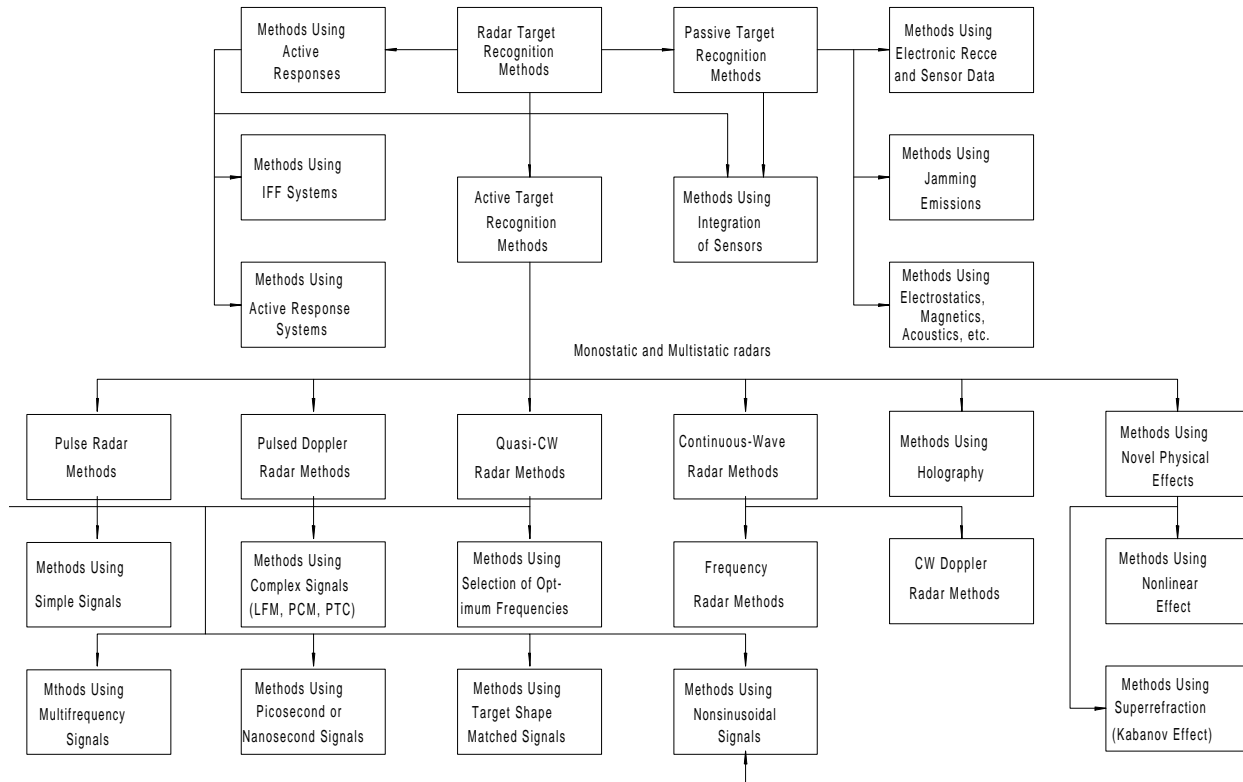 Methods Using
Active
Responses
Radar Target
Recognition
Methods
Passive Target
Recognition
Methods
Methods Using
Electronic Recce
and Sensor Data
Methods Using
IFF Systems
Active Target
Recognition
Methods
Methods Using
Integration
of Sensors
Methods Using
Jamming
Emissions
Methods Using
Active Response
Systems
Methods Using
Electrostatics,
Magnetics,
Acoustics, etc.
Monostatic and Multistatic radars
Pulse Radar
Methods
Pulsed Doppler
Radar Methods
Quasi-CW
Radar Methods
Continuous-Wave
Radar Methods
Methods Using
Holography
Methods Using
Novel Physical
Effects
Methods Using
Simple Signals
Methods Using
Complex Signals
(LFM, PCM, PTC)
Methods Using
Selection of Opt-
imum Frequencies
Frequency
Radar Methods
CW Doppler
Radar Methods
Methods Using
Nonlinear
Effect
Mthods Using
Multifrequency
Signals
Methods Using
Picosecond or
Nanosecond Signals
Methods Using
Target Shape
Matched Signals
Methods Using
Nonsinusoidal
Signals
Methods Using
Superrefraction
(Kabanov Effect)